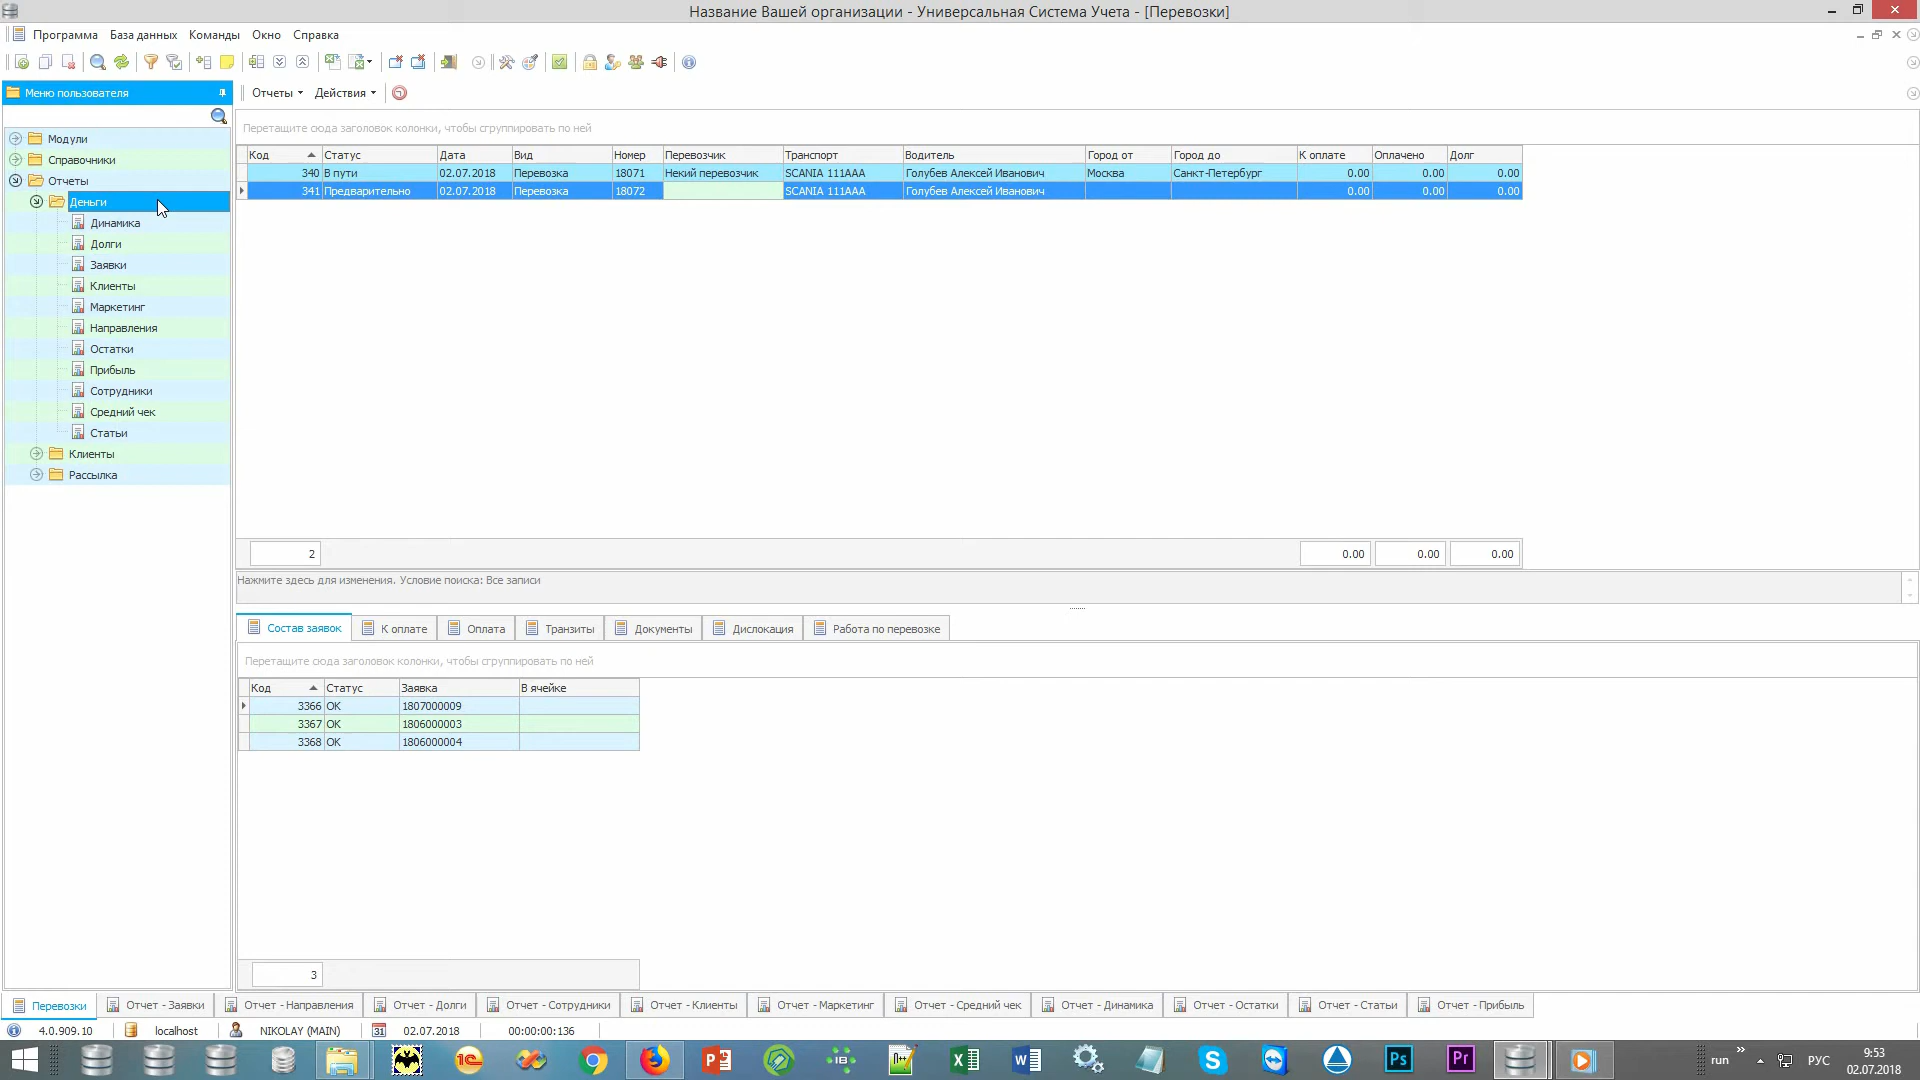 Название Вашей организации - Универсальная Система Учета - [Перевозки]
Программа База данных Команды Окно Справка
Меню пользователя
Отчеты Действия
Перетащите сюда заголовок колонки, чтобы сгруппировать по ней
Модули
Справочники
Отчеты
Деньги
Динамика
Долги
Заявки
Клиенты
Маркетинг
Направления
Остатки
Прибыль
Сотрудники
Средний чек
Статьи
Клиенты
Рассылка
Код Статус Дата Вид Номер Перевозчик Транспорт Водитель Город от Город до К оплате Оплачено Долг
340 В пути 02.07.2018 Перевозка 18071 Некий перевозчик SCANIA 111AAA Голубев Алексей Иванович Москва Санкт-Петербург 0.00 0.00 0.00
341 Предварительно 02.07.2018 Перевозка 18072 SCANIA 111AAA Голубев Алексей Иванович 0.00 0.00 0.00
2 0.00 0.00 0.00
Нажмите здесь для изменения. Условие поиска: Все записи
Состав заявок К оплате Оплата Транзиты Документы Дислокация Работа по перевозке
Перетащите сюда заголовок колонки, чтобы сгруппировать по ней
Код Статус Заявка В ячейке
3366 OK 1807000009
3367 OK 1806000003
3368 OK 1806000004
3
Перевозки Отчет - Заявки Отчет - Направления Отчет - Долги Отчет - Сотрудники Отчет - Клиенты Отчет - Маркетинг Отчет - Средний чек Отчет - Динамика Отчет - Остатки Отчет - Статьи Отчет - Прибыль
4.0.909.10 localhost NIKOLAY (MAIN) 31 02.07.2018 00:00:00:136
run РУС 9:53
02.07.2018